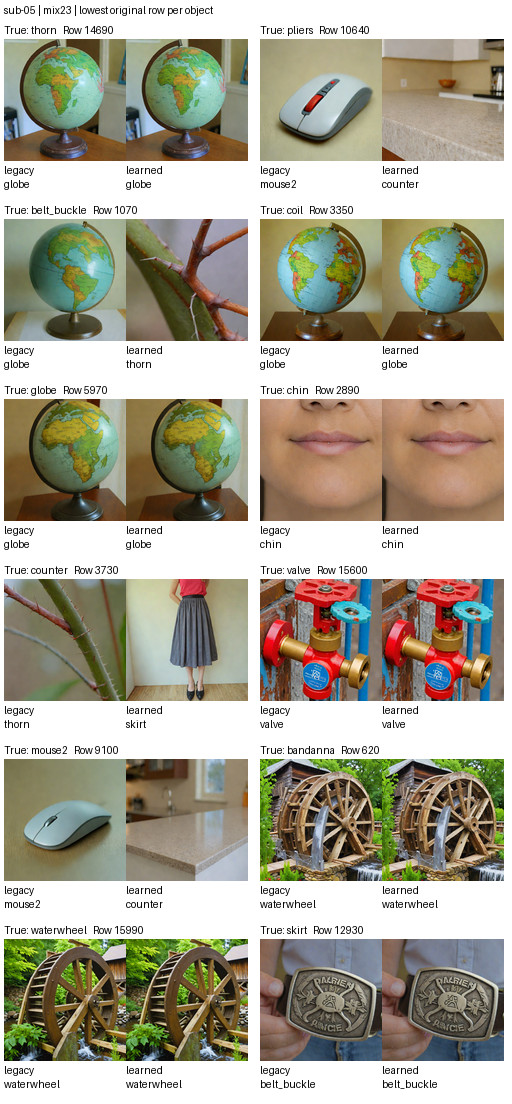 sub-05 | mix23 | lowest original row per object
True: thorn Row 14690
legacy
globe
learned
globe
True: pliers Row 10640
legacy
mouse2
learned
counter
True: belt_buckle Row 1070
legacy
globe
learned
thorn
True: coil Row 3350
legacy
globe
learned
globe
True: globe Row 5970
legacy
globe
learned
globe
True: chin Row 2890
legacy
chin
learned
chin
True: counter Row 3730
legacy
thorn
learned
skirt
True: valve Row 15600
legacy
valve
learned
valve
True: mouse2 Row 9100
legacy
mouse2
learned
counter
True: bandanna Row 620
legacy
waterwheel
learned
waterwheel
True: waterwheel Row 15990
legacy
waterwheel
learned
waterwheel
True: skirt Row 12930
legacy
belt_buckle
learned
belt_buckle